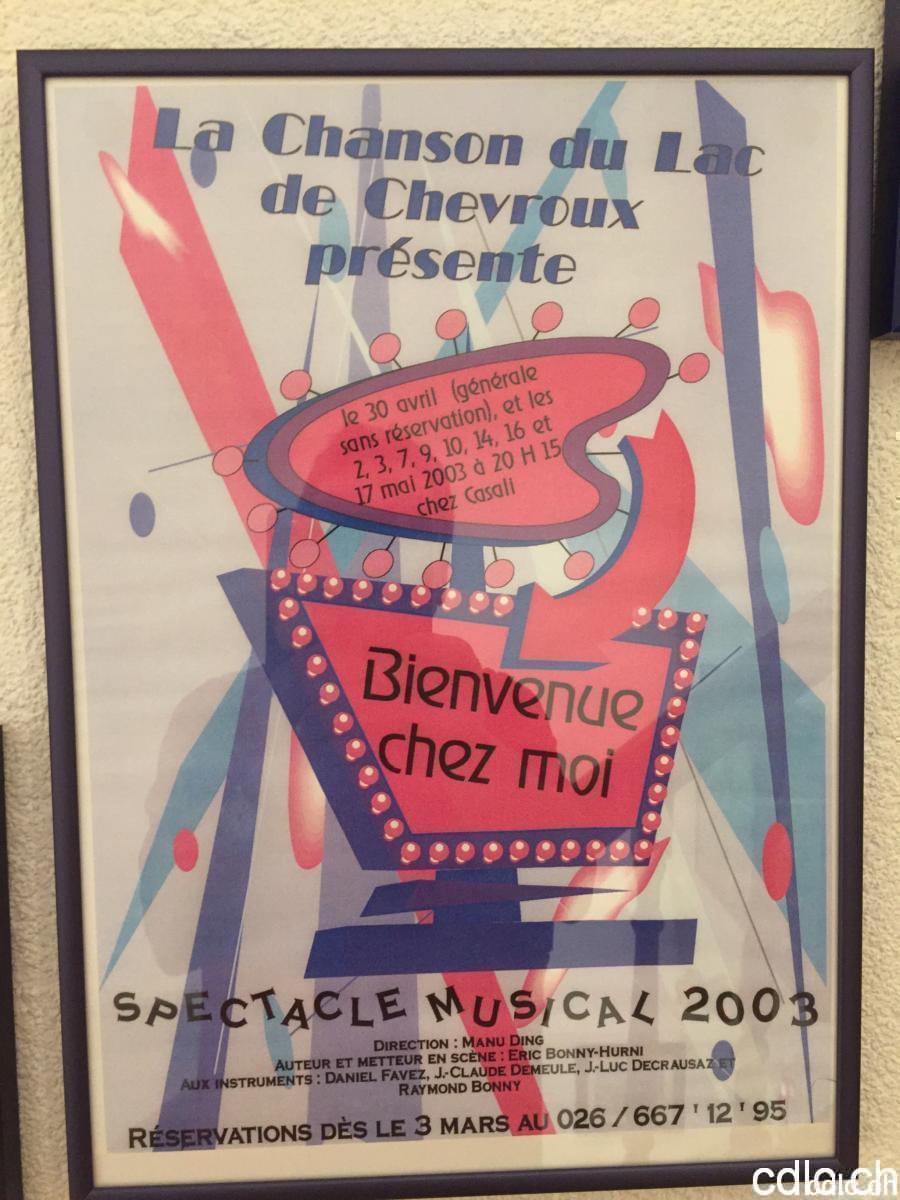 La Chanson du Lac
de Chevroux
présente
le 30 avril (générale
sans réservation), et les
2, 3, 7, 9, 10, 14, 16 et
17 mai 2003 à 20 H 15
chez Casali
Bienvenue
chez moi
SPECTACLE MUSICAL 2003
DIRECTION : MANU DING
AUTEUR ET METTEUR EN SCÈNE : ERIC BONNY-HURNI
AUX INSTRUMENTS : DANIEL FAVEZ, J.-CLAUDE DEMEULE, J.-LUC DECRAUSAZ ET
RAYMOND BONNY
RÉSERVATIONS DÈS LE 3 MARS AU 026 / 667 ' 12 ' 95
cdlc.ch